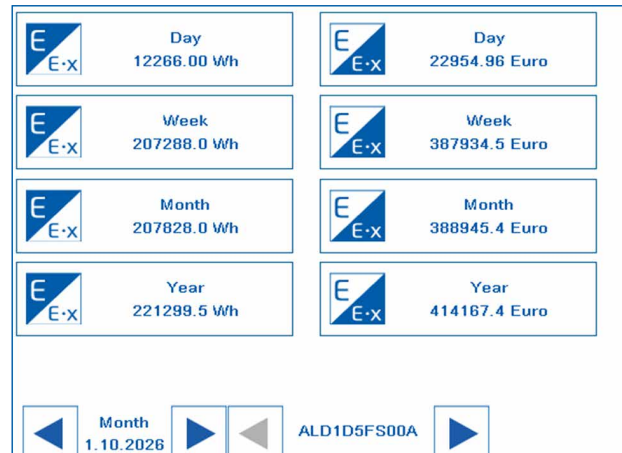 E
E·x
Day
12266.00 Wh
E
E·x
Day
22954.96 Euro
E
E·x
Week
207288.0 Wh
E
E·x
Week
387934.5 Euro
E
E·x
Month
207828.0 Wh
E
E·x
Month
388945.4 Euro
E
E·x
Year
221299.5 Wh
E
E·x
Year
414167.4 Euro
Month
1.10.2026
ALD1D5FS00A